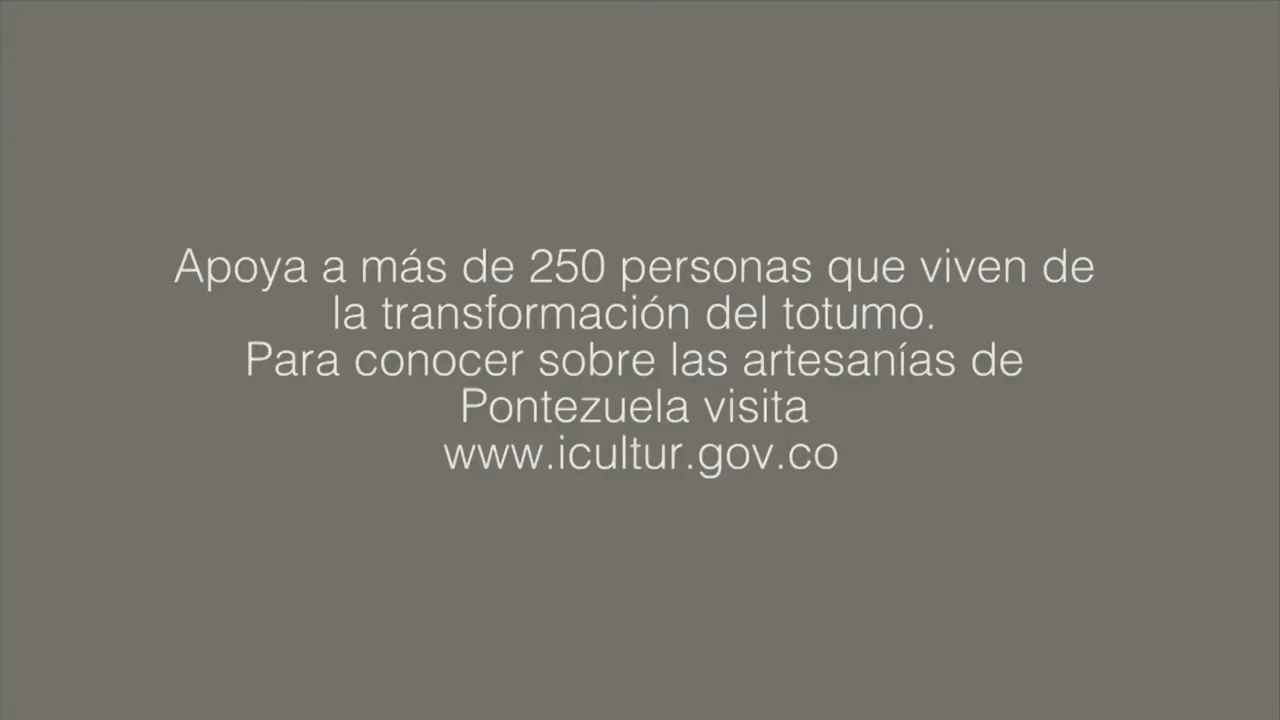 Apoya a más de 250 personas que viven de
la transformación del totumo.
Para conocer sobre las artesanías de
Pontezuela visita
www.icultur.gov.co